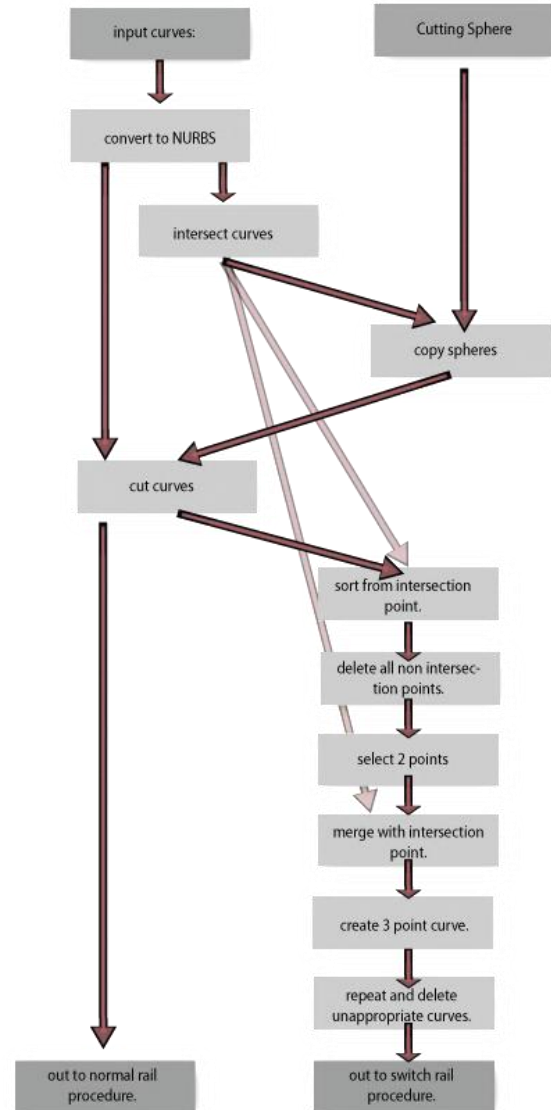 input curves:
Cutting Sphere
convert to NURBS
intersect curves
copy spheres
cut curves
sort from intersection
point.
delete all non intersec-
tion points.
select 2 points
merge with intersection
point.
create 3 point curve.
repeat and delete
unappropriate curves.
out to normal rail
procedure.
out to switch rail
procedure.